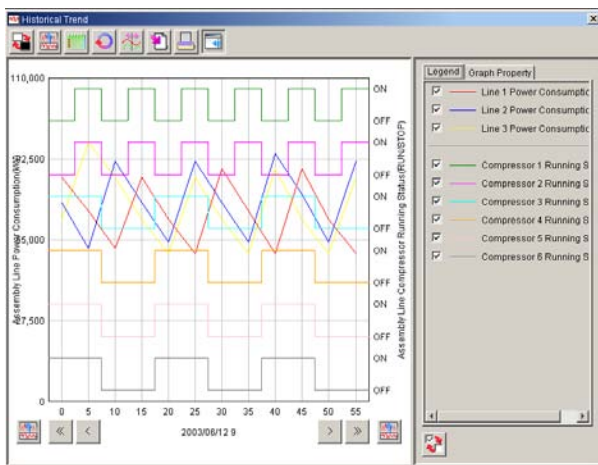 Historical Trend
Legend
Graph Property
Line 1 Power Consumptic
Line 2 Power Consumptic
Line 3 Power Consumptic
Compressor 1 Running S
Compressor 2 Running S
Compressor 3 Running S
Compressor 4 Running S
Compressor 5 Running S
Compressor 6 Running S
Assembly Line Power Consumption(kW)
110,000
82,500
55,000
27,500
0
ON
OFF
ON
OFF
ON
OFF
ON
OFF
ON
OFF
ON
OFF
Assembly Line Compressor Running Status(RUN/STOP)
0 5 10 15 20 25 30 35 40 45 50 55
2003/06/12 9